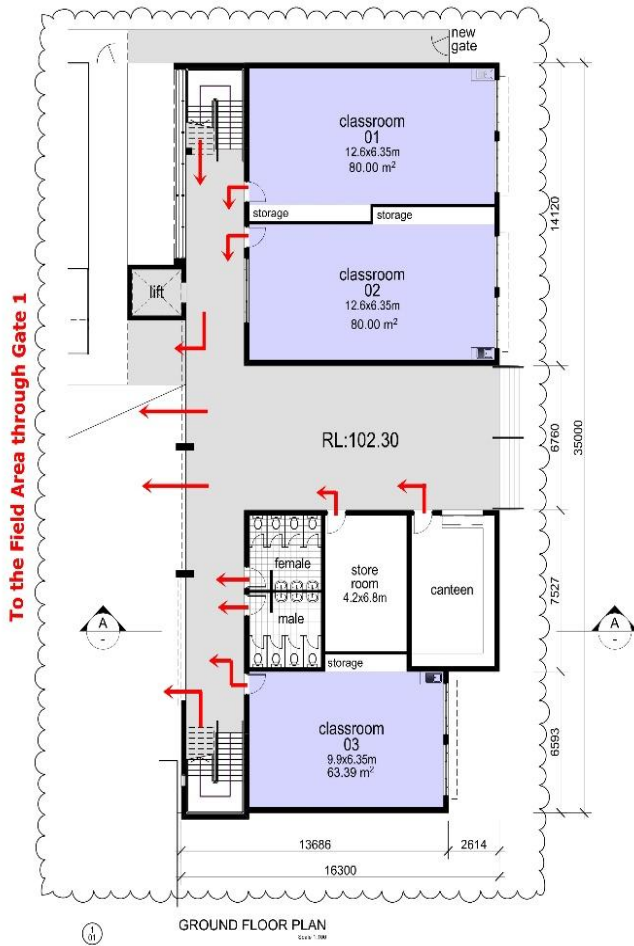 new
gate
classroom
01
12.6x6.35m
80.00 m²
storage
storage
classroom
02
12.6x6.35m
80.00 m²
lift
14120
To the Field Area through Gate 1
RL:102.30
6760
35000
female
male
store
room
4.2x6.8m
canteen
7527
A
-
A
-
storage
classroom
03
9.9x6.35m
63.39 m²
6593
13686
2614
16300
1
01
GROUND FLOOR PLAN